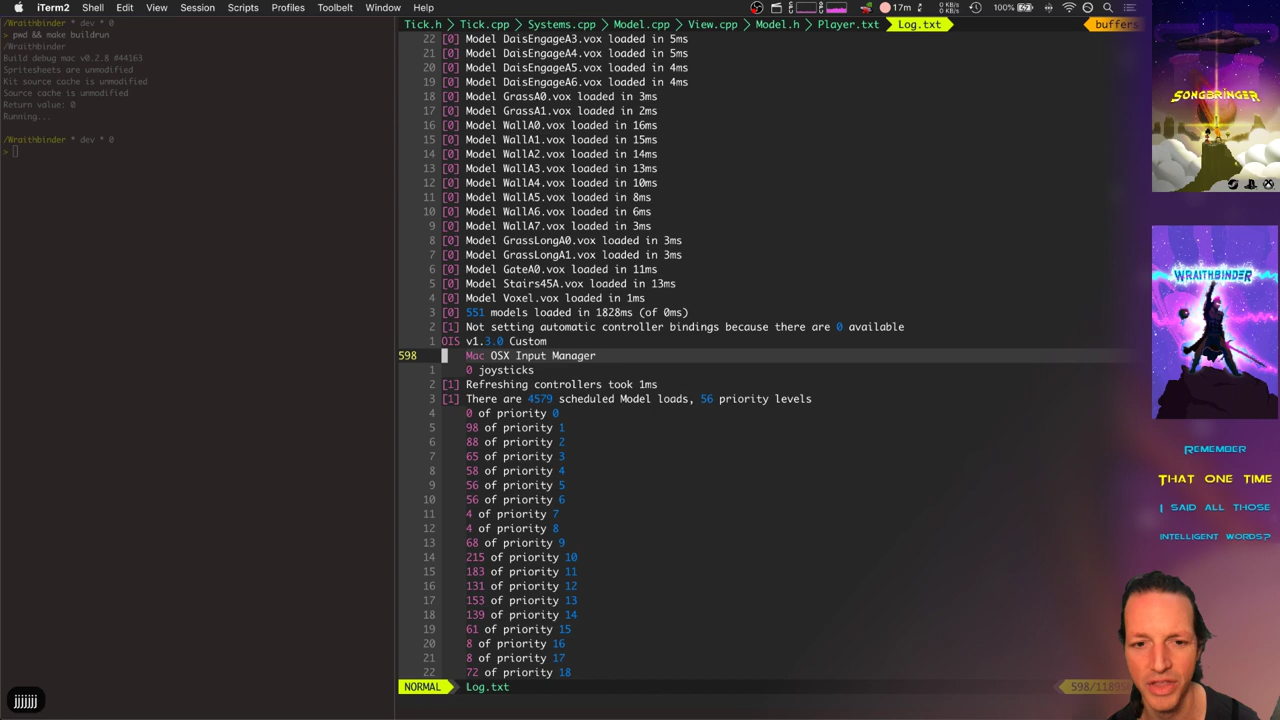 iTerm2 Shell Edit View Session Scripts Profiles Toolbelt Window Help
17m 0 KB/s 0 KB/s 100%
Tick.h Tick.cpp Systems.cpp Model.cpp View.cpp Model.h Player.txt Log.txt buffers
> pwd && make buildrun
/Wraithbinder
Build debug mac v0.2.8 #44163
Spritesheets are unmodified
Kit source cache is unmodified
Source cache is unmodified
Return value: 0
Running...
/Wraithbinder * dev * 0
>
22 [0] Model DaisEngageA3.vox loaded in 5ms
21 [0] Model DaisEngageA4.vox loaded in 5ms
20 [0] Model DaisEngageA5.vox loaded in 4ms
19 [0] Model DaisEngageA6.vox loaded in 4ms
18 [0] Model GrassA0.vox loaded in 3ms
17 [0] Model GrassA1.vox loaded in 2ms
16 [0] Model WallA0.vox loaded in 16ms
15 [0] Model WallA1.vox loaded in 15ms
14 [0] Model WallA2.vox loaded in 14ms
13 [0] Model WallA3.vox loaded in 13ms
12 [0] Model WallA4.vox loaded in 10ms
11 [0] Model WallA5.vox loaded in 8ms
10 [0] Model WallA6.vox loaded in 6ms
9 [0] Model WallA7.vox loaded in 3ms
8 [0] Model GrassLongA0.vox loaded in 3ms
7 [0] Model GrassLongA1.vox loaded in 3ms
6 [0] Model GateA0.vox loaded in 11ms
5 [0] Model Stairs45A.vox loaded in 13ms
4 [0] Model Voxel.vox loaded in 1ms
3 [0] 551 models loaded in 1828ms (of 0ms)
2 [1] Not setting automatic controller bindings because there are 0 available
1 OIS v1.3.0 Custom
598 Mac OSX Input Manager
1 0 joysticks
2 [1] Refreshing controllers took 1ms
3 [1] There are 4579 scheduled Model loads, 56 priority levels
4 0 of priority 0
5 98 of priority 1
6 88 of priority 2
7 65 of priority 3
8 58 of priority 4
9 56 of priority 5
10 56 of priority 6
11 4 of priority 7
12 4 of priority 8
13 68 of priority 9
14 215 of priority 10
15 183 of priority 11
16 131 of priority 12
17 153 of priority 13
18 139 of priority 14
19 61 of priority 15
20 8 of priority 16
21 8 of priority 17
22 72 of priority 18
NORMAL Log.txt
jjjjjjj
Songbringer
Wraithbinder
Remember
That one time
I said all those
intelligent words?